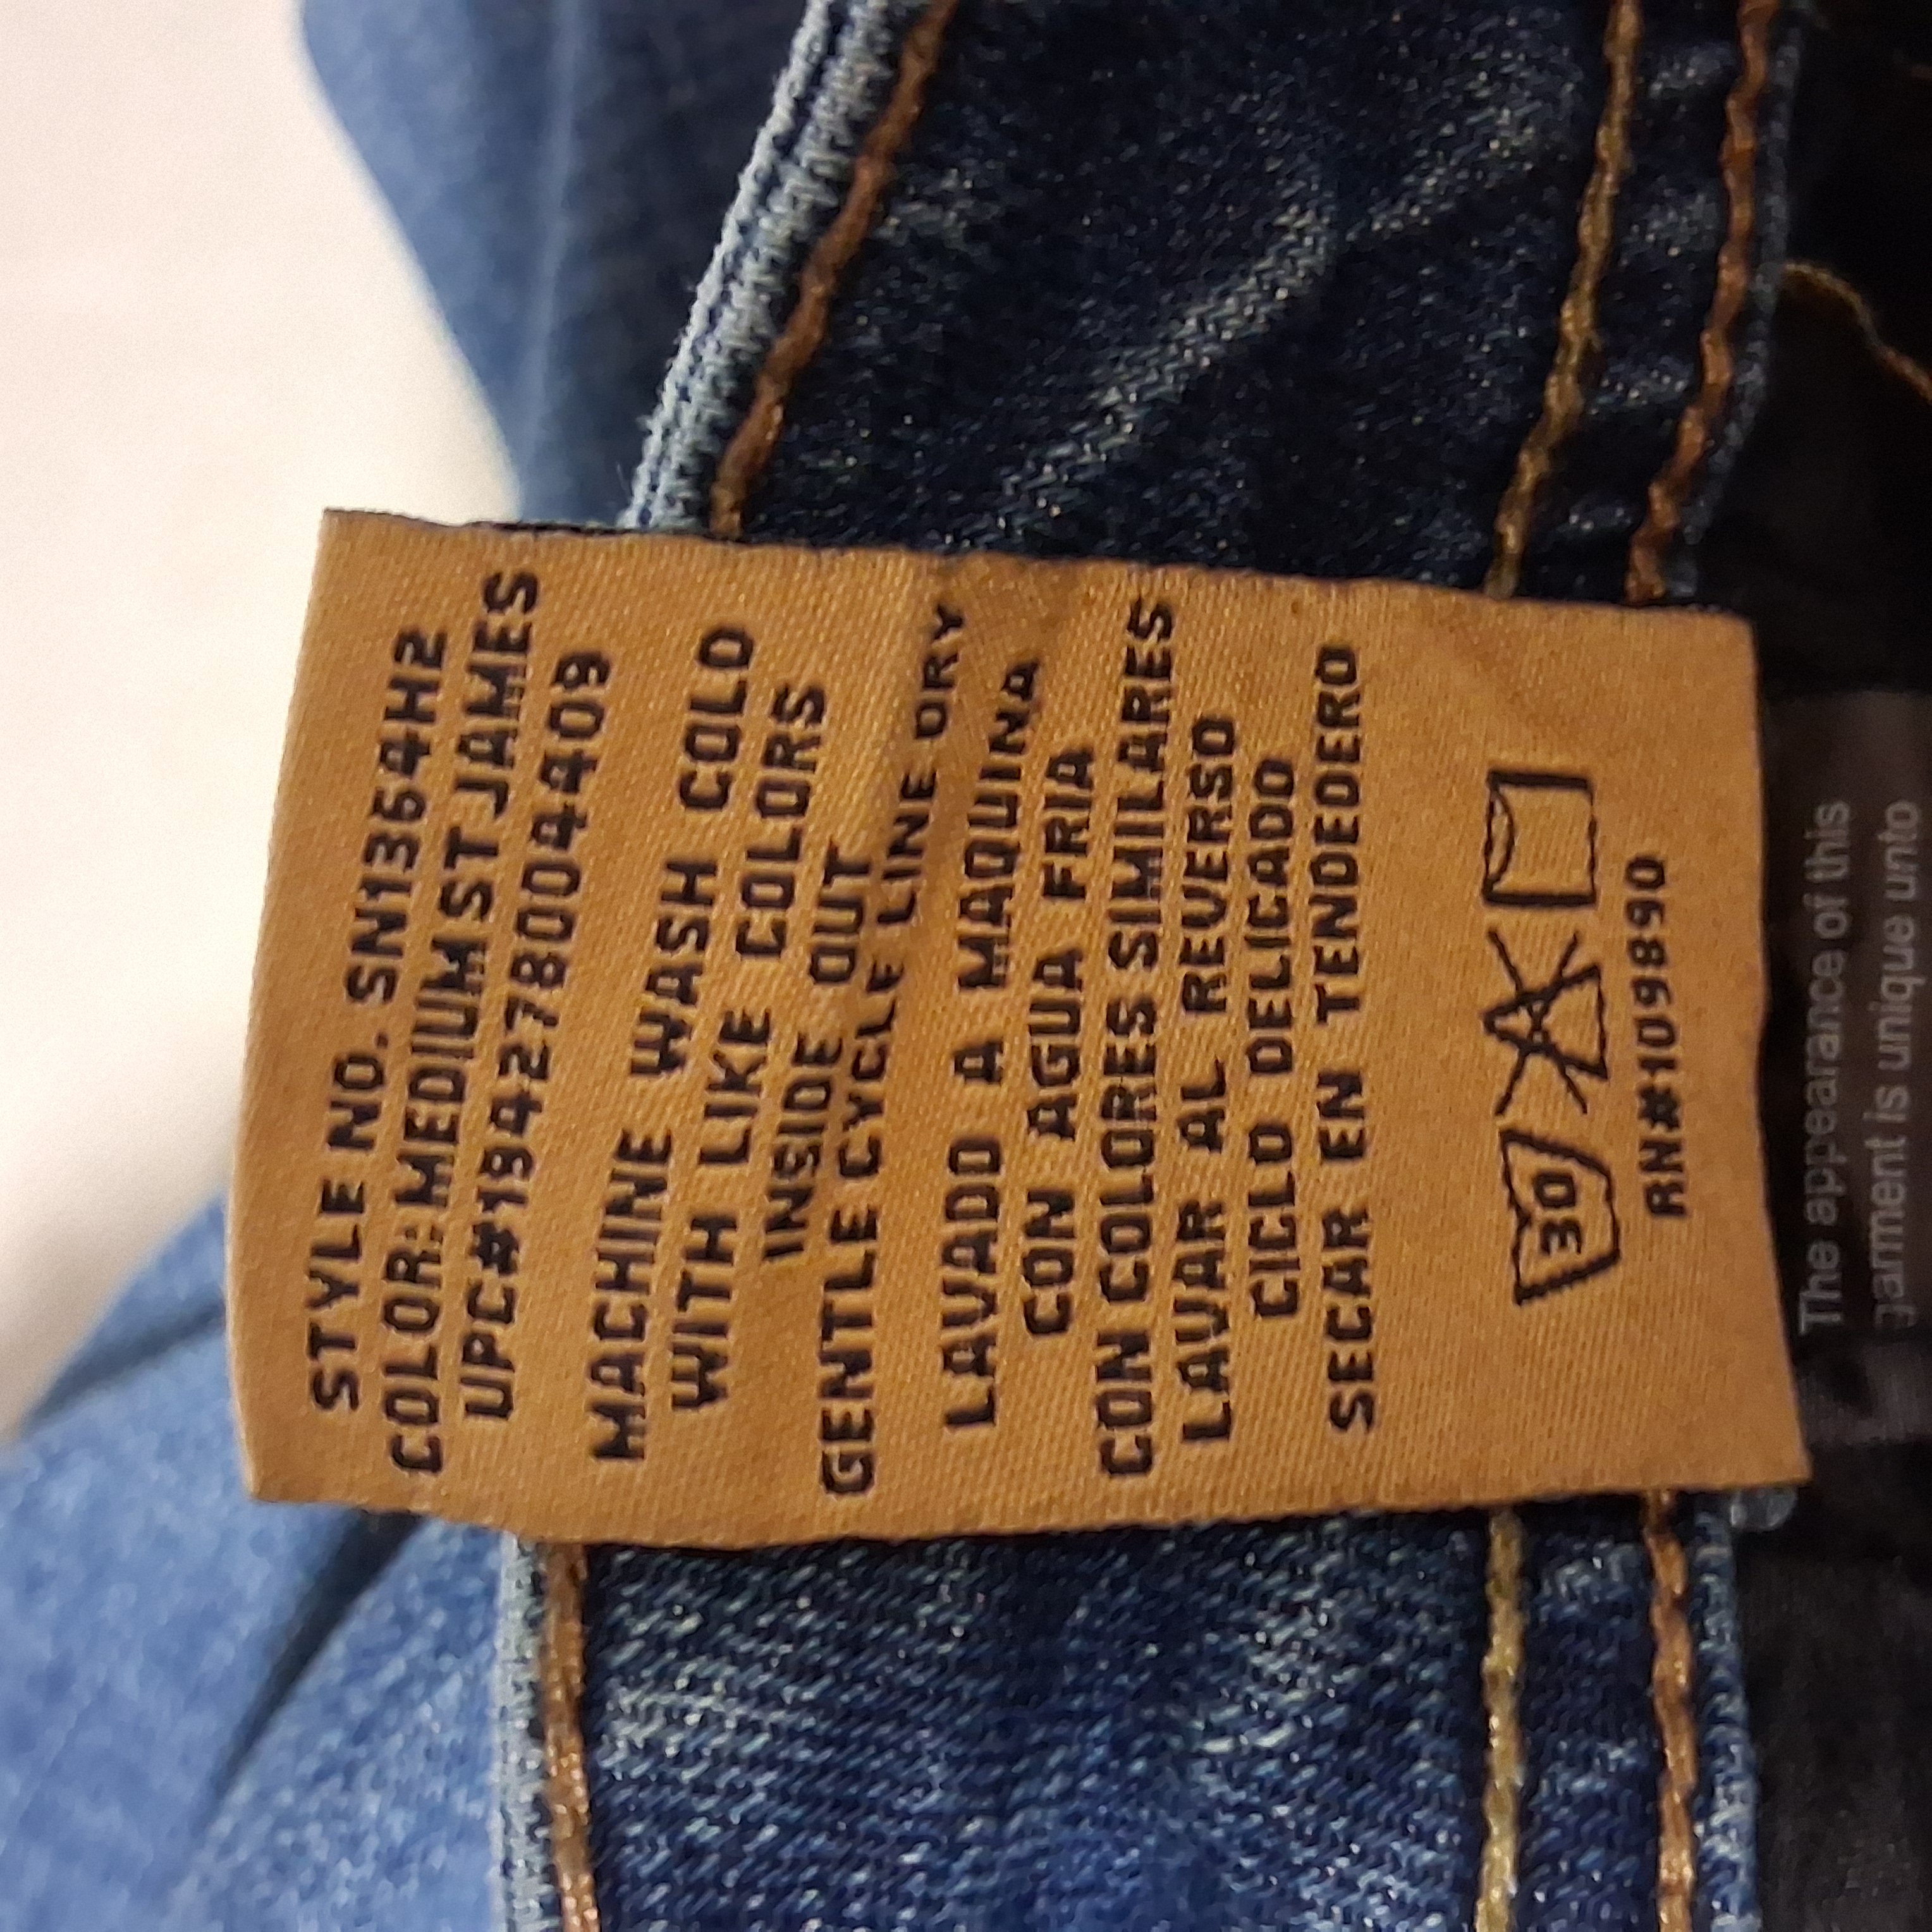 STYLE NO. SN1364H2
COLOR: MEDIUM ST JAMES
UPC#194278004409
MACHINE WASH COLD
WITH LIKE COLORS
INSIDE OUT
GENTLE CYCLE LINE DRY
LAVADO A MAQUINA
CON AGUA FRIA
CON COLORES SIMILARES
LAVAR AL REVERSO
CICLO DELICADO
SECAR EN TENDEDERO
30
RN#109890
The appearance of this
garment is unique unto